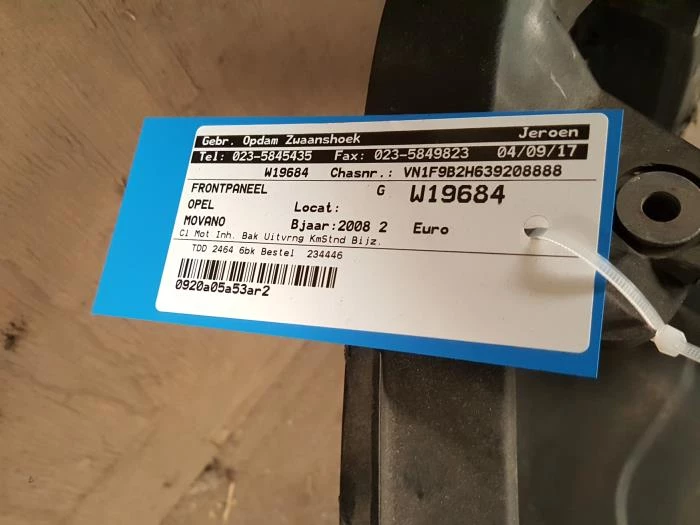 Gebr. Opdam Zwaanshoek Jeroen
Tel: 023-5845435 Fax: 023-5849823 04/09/17
W19684 Chasnr.: VN1F9B2H639208888
FRONTPANEEL G W19684
OPEL Locat:
MOVANO Bjaar:2008 2 Euro
Cl Mot Inh. Bak Uitvrng KmStnd Bijz.
TDD 2464 6bk Bestel 234446
0920a05a53ar2